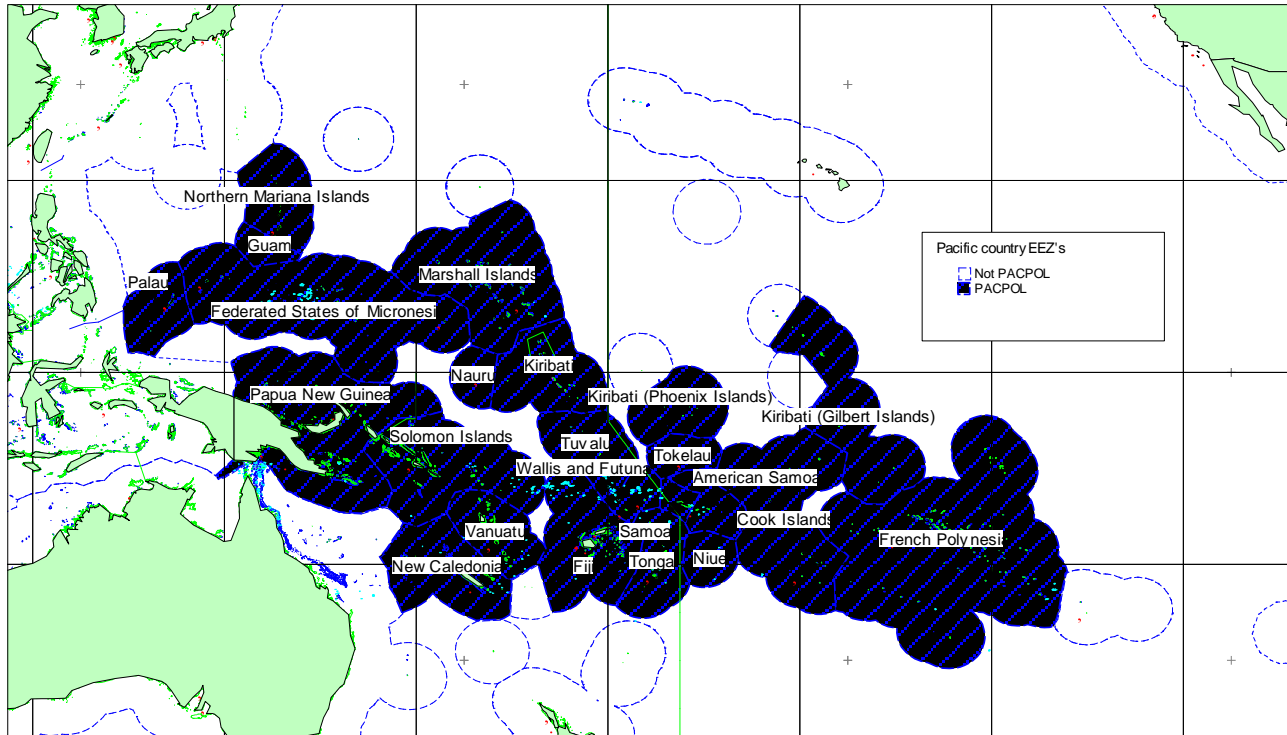 Northern Mariana Islands
Guam
Pacific country EEZ's
Palau
Marshall Islands
Not PACPOL
PACPOL
Federated States of Micronesi
Nauru
Kiribati
Papua New Guinea
Kiribati (Phoenix Islands)
Kiribati (Gilbert Islands)
Solomon Islands
Tuvalu
Tokelau
Wallis and Futuna
American Samoa
Cook Islands
Vanuatu
Samoa
French Polynesia
New Caledonia
Fiji
Tonga
Niue